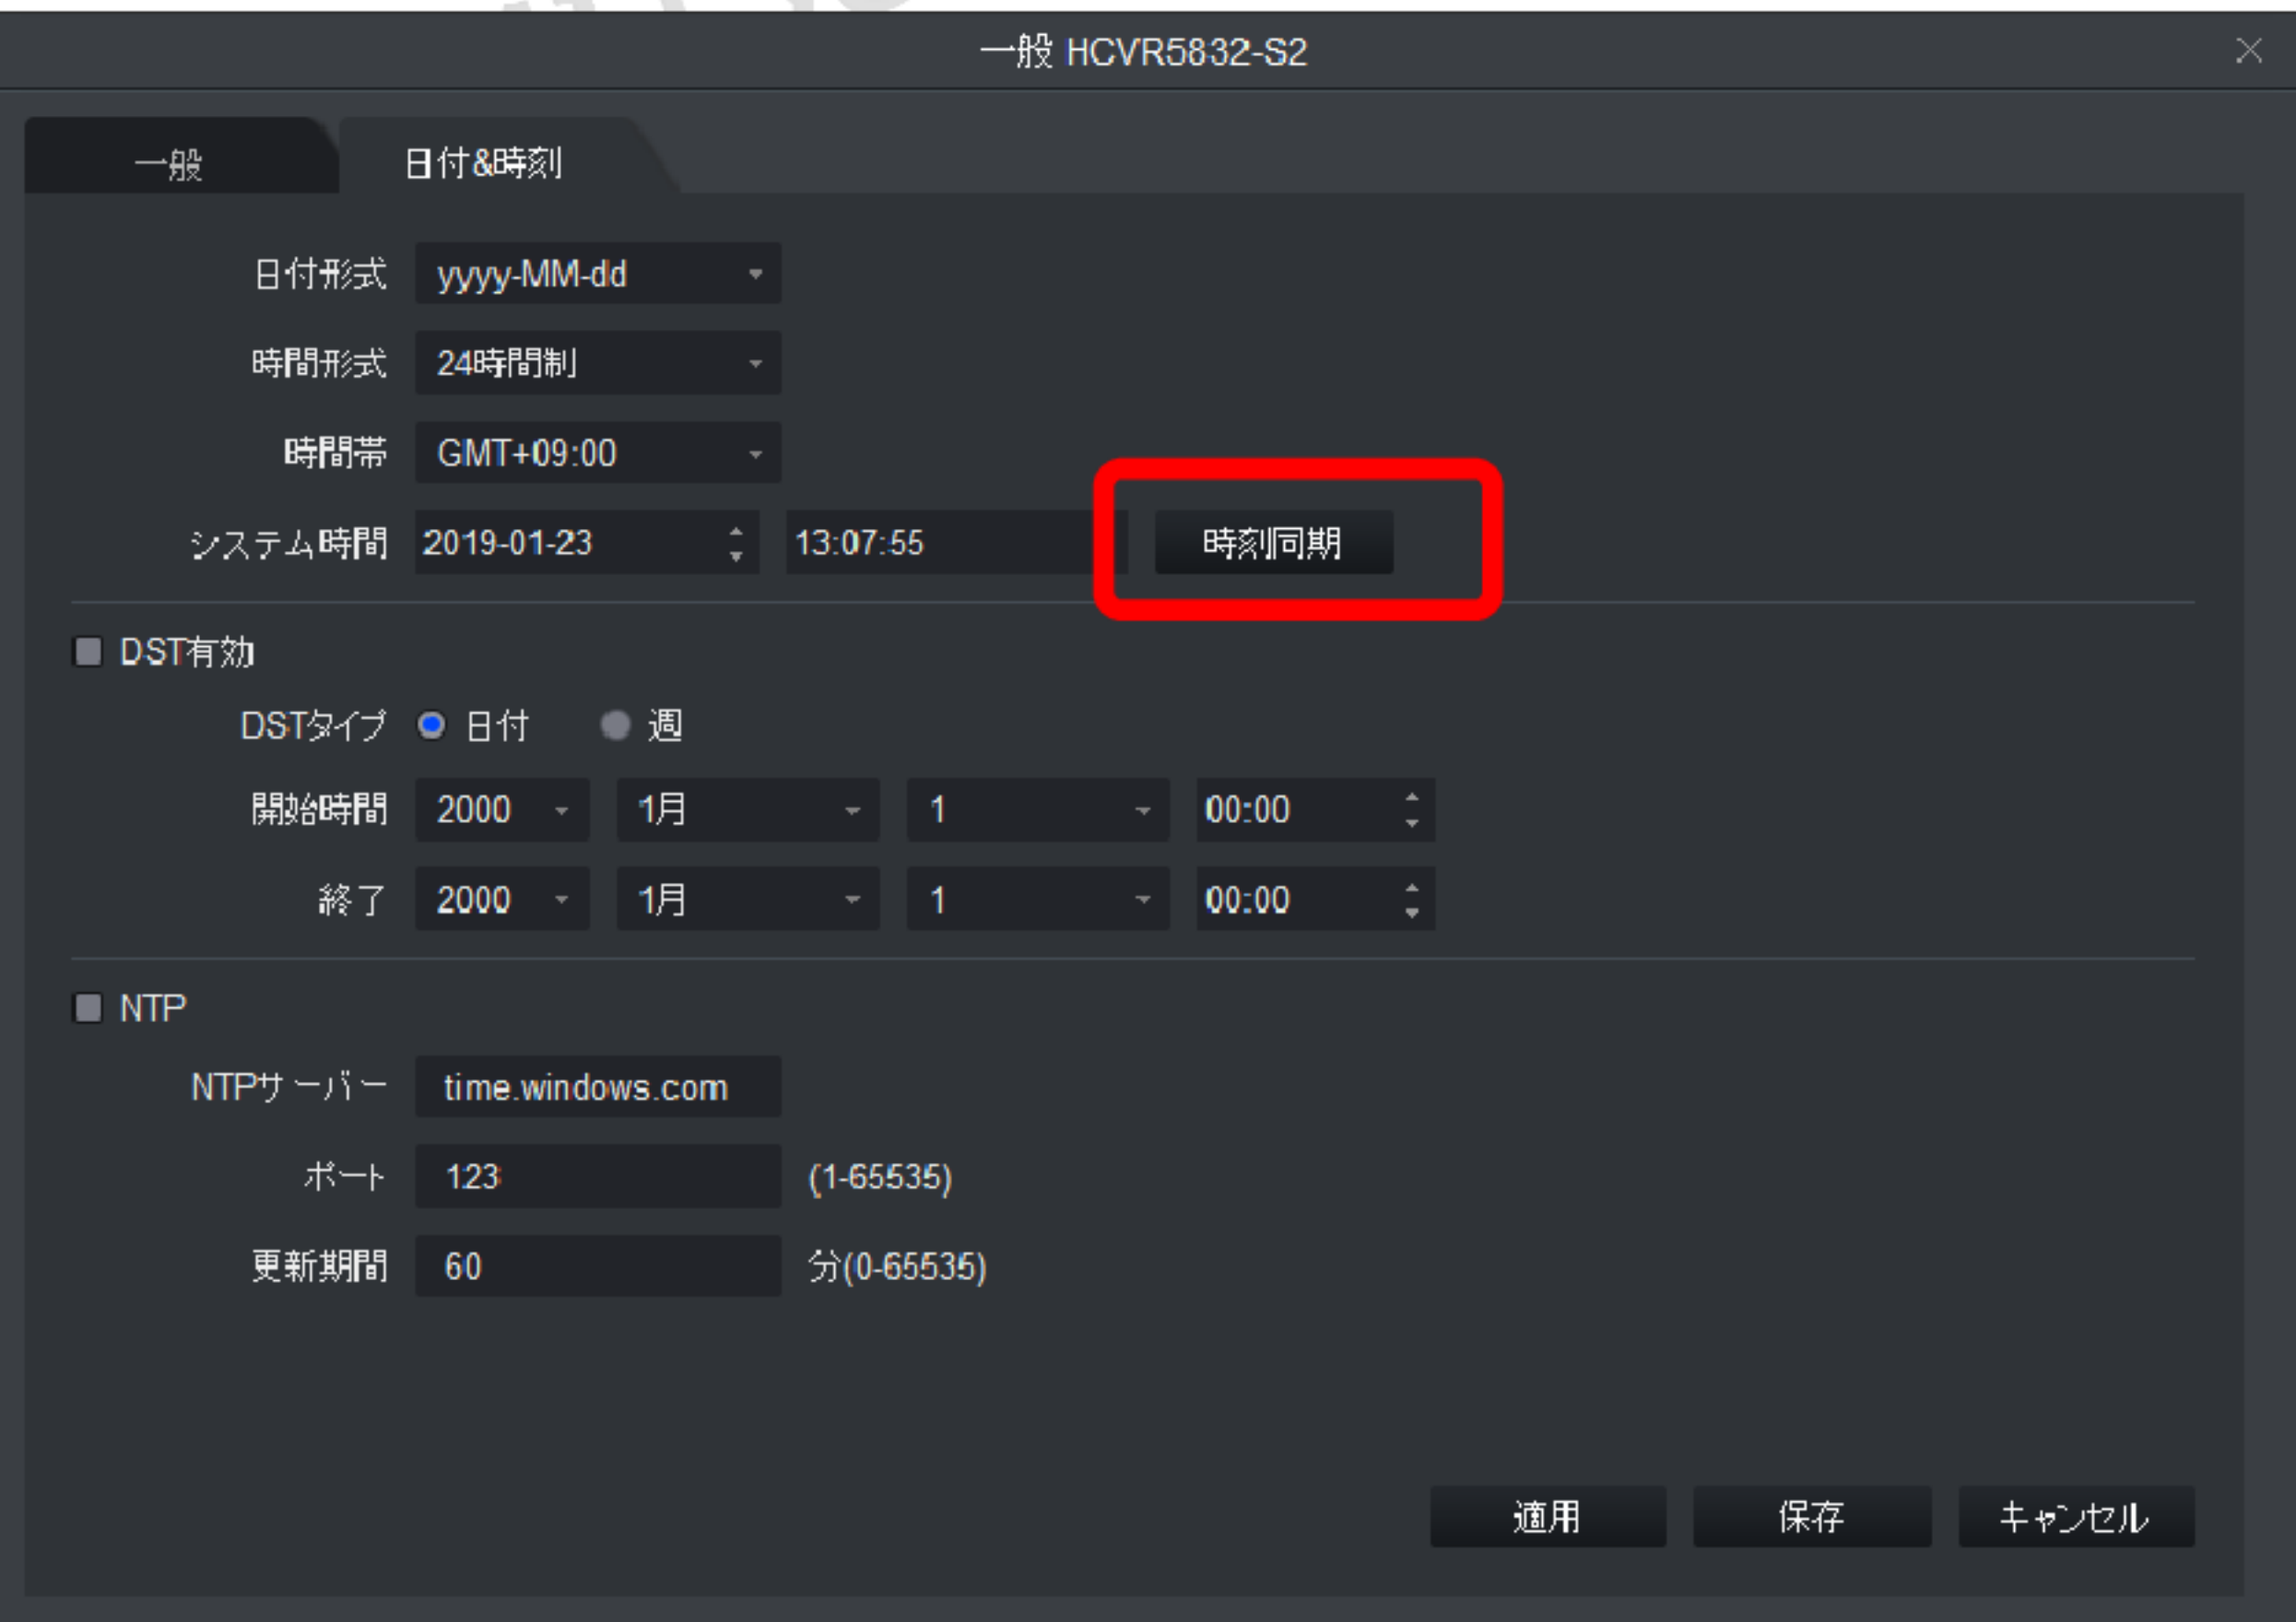 一般 HCVR5832-S2
一般 日付&時刻
日付形式 yyyy-MM-dd
時間形式 24時間制
時間帯 GMT+09:00
システム時間 2019-01-23 13:07:55 時刻同期
DST有効
DSTタイプ 日付 週
開始時間 2000 1月 1 00:00
終了 2000 1月 1 00:00
NTP
NTPサーバー time.windows.com
ポート 123 (1-65535)
更新期間 60 分(0-65535)
適用 保存 キャンセル